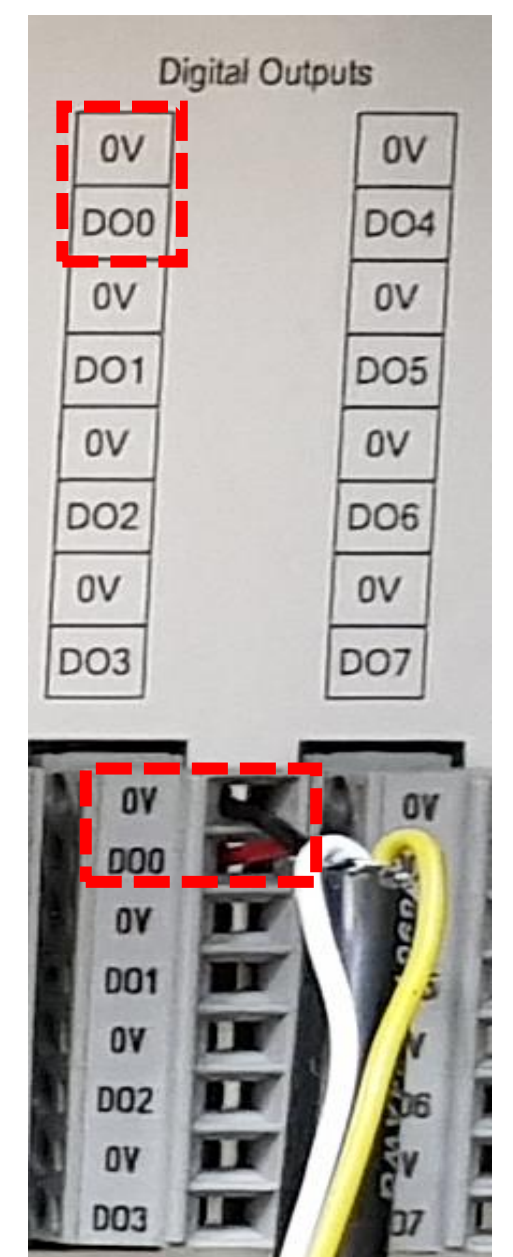 Digital Outputs
0V 0V
DO0 DO4
0V 0V
DO1 DO5
0V 0V
DO2 DO6
0V 0V
DO3 DO7
0V 0V
DO0
0V
DO1
0V
DO2
0V
DO3